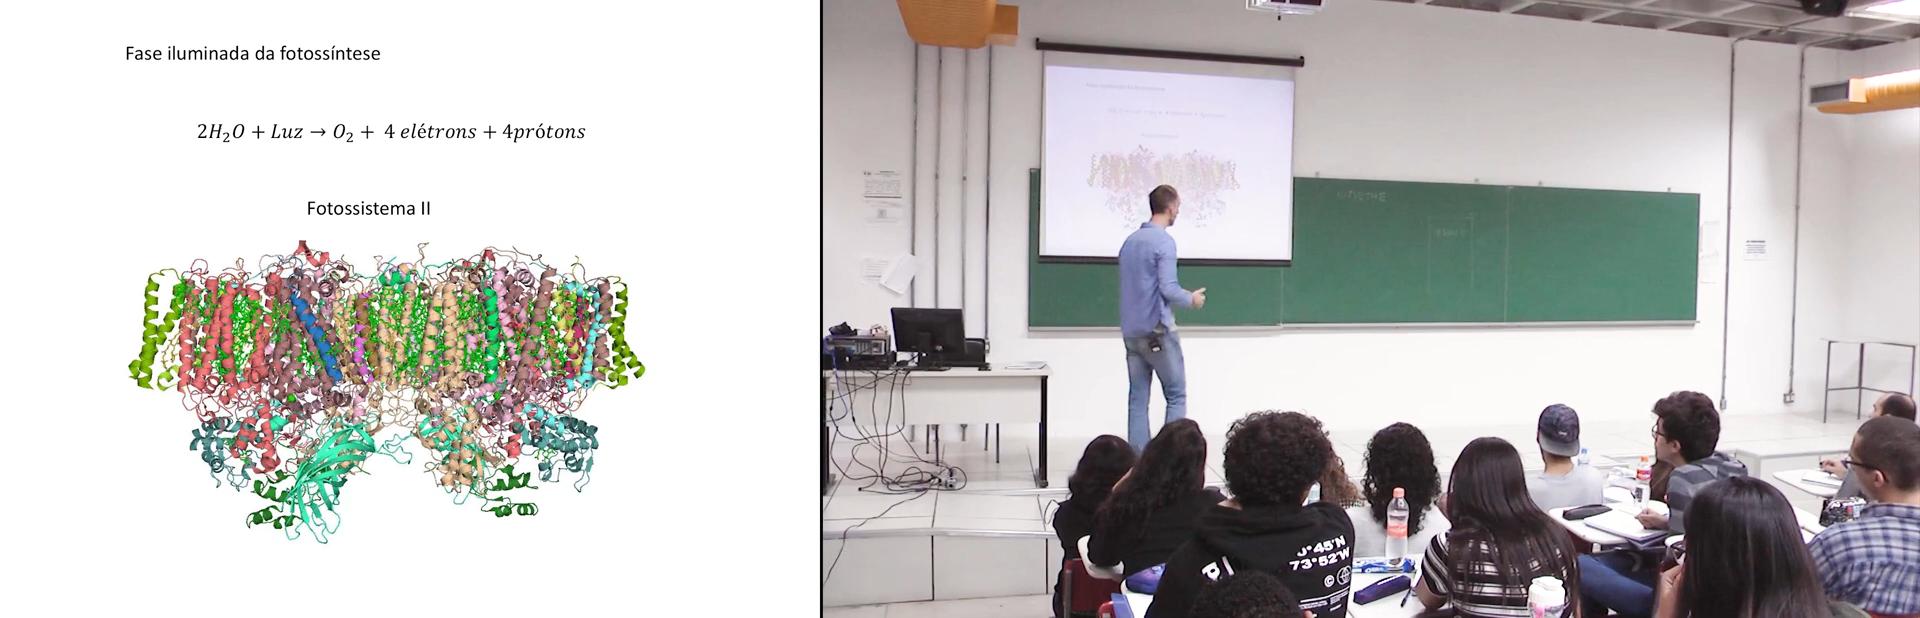 Fase iluminada da fotossíntese
2H₂O + Luz → O₂ + 4 elétrons + 4prótons
Fotossistema II
45'N
73°52'W
©